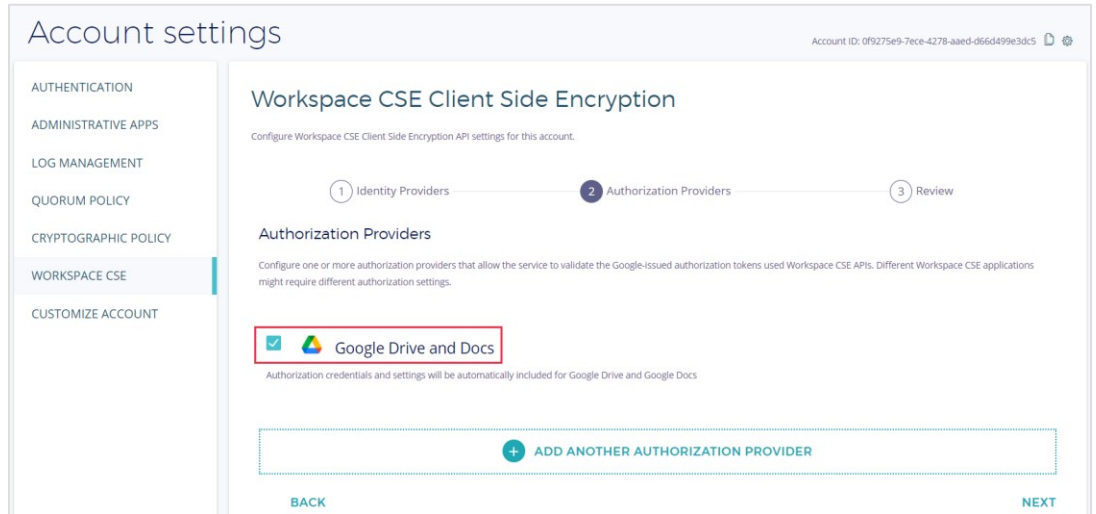 Account settings
Account ID: 0f9275e9-7ece-4278-aaed-d66d499e3dc5
AUTHENTICATION
ADMINISTRATIVE APPS
LOG MANAGEMENT
QUORUM POLICY
CRYPTOGRAPHIC POLICY
WORKSPACE CSE
CUSTOMIZE ACCOUNT
Workspace CSE Client Side Encryption
Configure Workspace CSE Client Side Encryption API settings for this account.
1 Identity Providers
2 Authorization Providers
3 Review
Authorization Providers
Configure one or more authorization providers that allow the service to validate the Google-issued authorization tokens used Workspace CSE APIs. Different Workspace CSE applications
might require different authorization settings.
Google Drive and Docs
Authorization credentials and settings will be automatically included for Google Drive and Google Docs
+ ADD ANOTHER AUTHORIZATION PROVIDER
BACK
NEXT